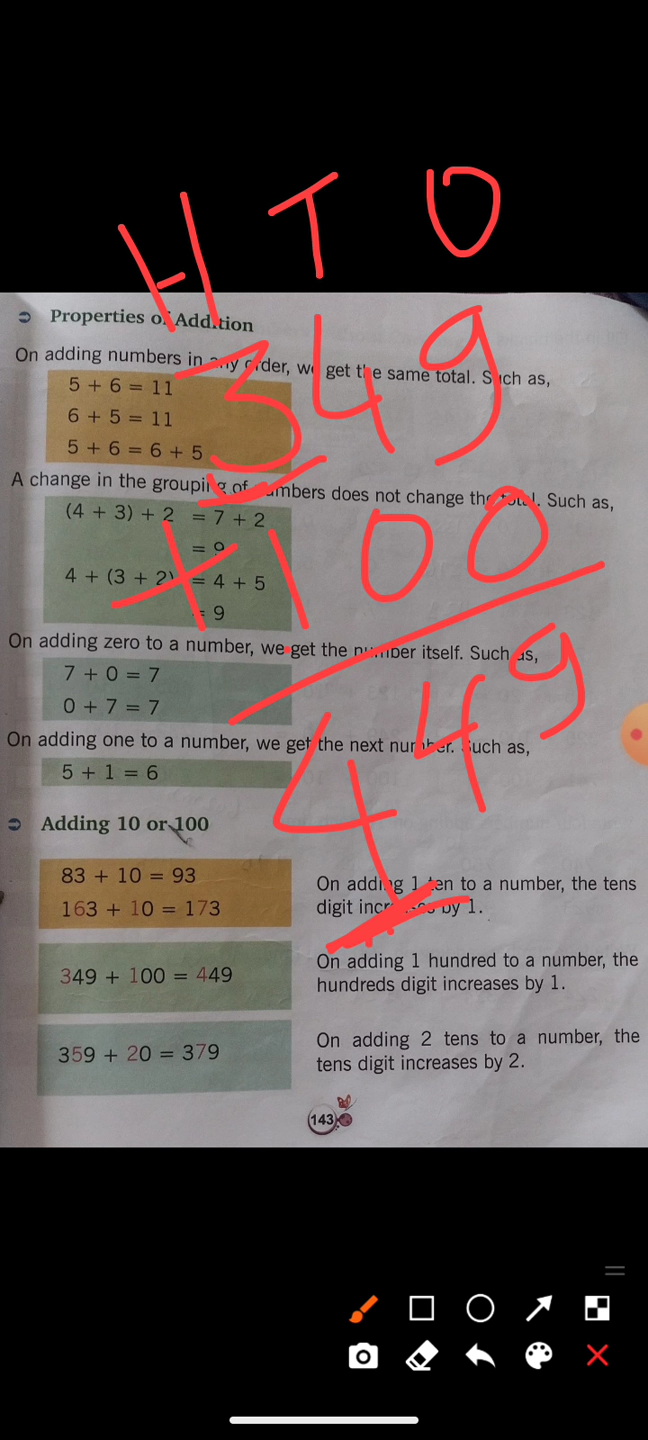 H T O
349
+100
449
Properties of Addition
On adding numbers in any order, we get the same total. Such as,
5 + 6 = 11
6 + 5 = 11
5 + 6 = 6 + 5
A change in the grouping of numbers does not change the total. Such as,
(4 + 3) + 2 = 7 + 2
= 9
4 + (3 + 2) = 4 + 5
= 9
On adding zero to a number, we get the number itself. Such as,
7 + 0 = 7
0 + 7 = 7
On adding one to a number, we get the next number. Such as,
5 + 1 = 6
Adding 10 or 100
83 + 10 = 93
163 + 10 = 173
On adding 1 ten to a number, the tens
digit increases by 1.
349 + 100 = 449
On adding 1 hundred to a number, the
hundreds digit increases by 1.
359 + 20 = 379
On adding 2 tens to a number, the
tens digit increases by 2.
143